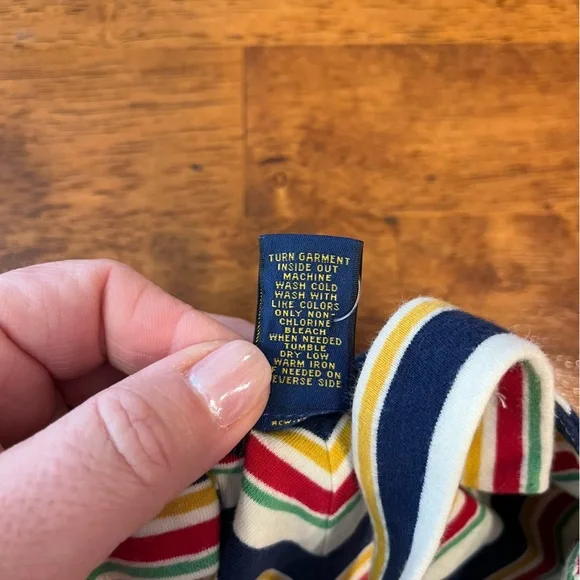 TURN GARMENT
INSIDE OUT
MACHINE
WASH COLD
WASH WITH
LIKE COLORS
ONLY NON-
CHLORINE
BLEACH
WHEN NEEDED
TUMBLE
DRY LOW
WARM IRON
IF NEEDED ON
REVERSE SIDE